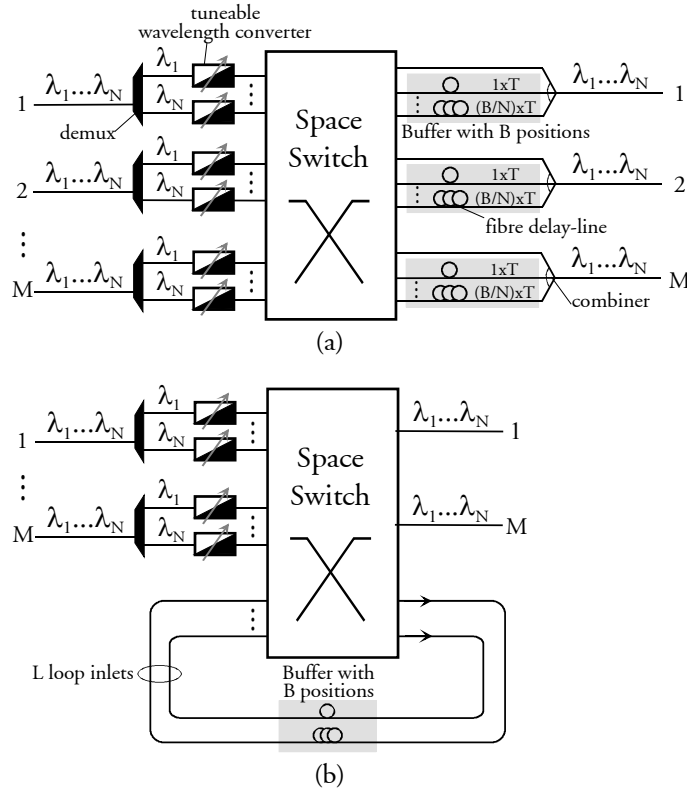 tuneable
wavelength converter
λ1...λN
λ1
λN
1
demux
Space
Switch
1xT
(B/N)xT
Buffer with B positions
λ1...λN
1
λ1...λN
λ1
λN
2
1xT
(B/N)xT
fibre delay-line
λ1...λN
2
M
λ1...λN
λ1
λN
1xT
(B/N)xT
combiner
λ1...λN
M
(a)
λ1...λN
λ1
λN
1
Space
Switch
λ1...λN
1
M
λ1...λN
λ1
λN
λ1...λN
M
L loop inlets
Buffer with
B positions
(b)